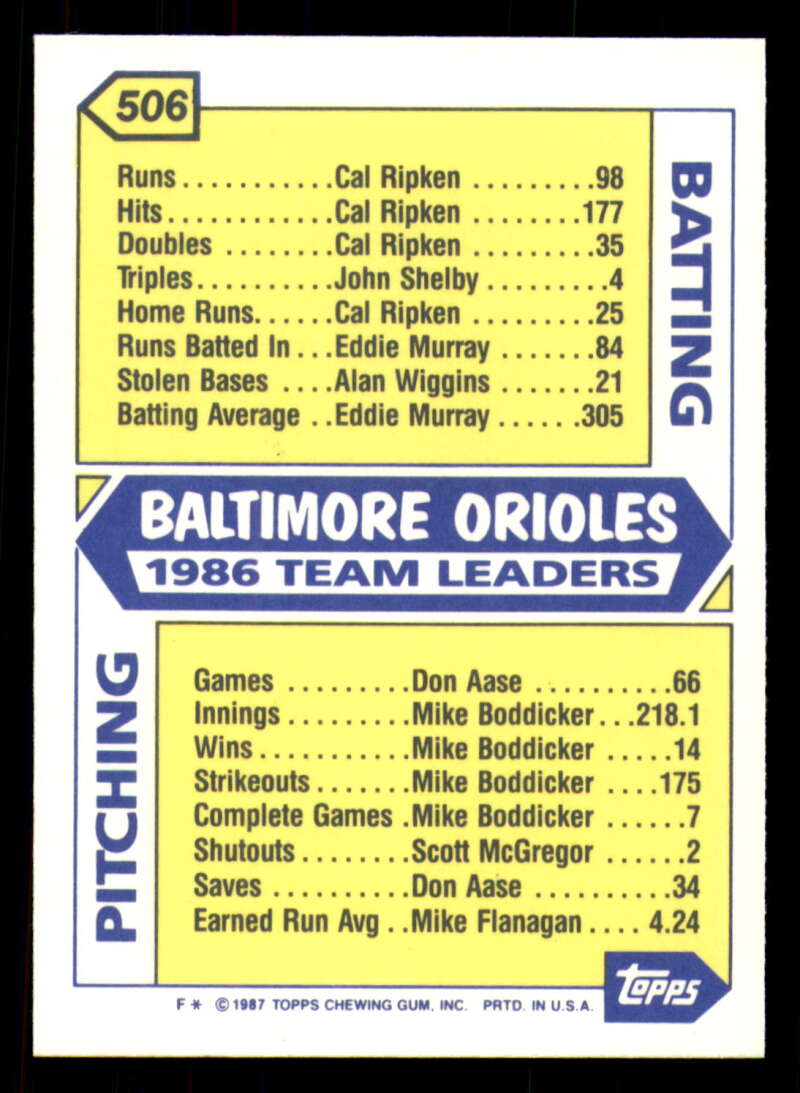 506
Runs...........Cal Ripken .........98
Hits............Cal Ripken ........177
Doubles ........Cal Ripken .........35
Triples..........John Shelby .........4
Home Runs......Cal Ripken .........25
Runs Batted In...Eddie Murray .......84
Stolen Bases ....Alan Wiggins .......21
Batting Average ..Eddie Murray ......305
BATTING
BALTIMORE ORIOLES
1986 TEAM LEADERS
PITCHING
Games .........Don Aase ..........66
Innings.........Mike Boddicker...218.1
Wins............Mike Boddicker .....14
Strikeouts.......Mike Boddicker ....175
Complete Games .Mike Boddicker ......7
Shutouts........Scott McGregor ......2
Saves ..........Don Aase ..........34
Earned Run Avg ..Mike Flanagan .... 4.24
topps
F * © 1987 TOPPS CHEWING GUM, INC. PRTD. IN U.S.A.